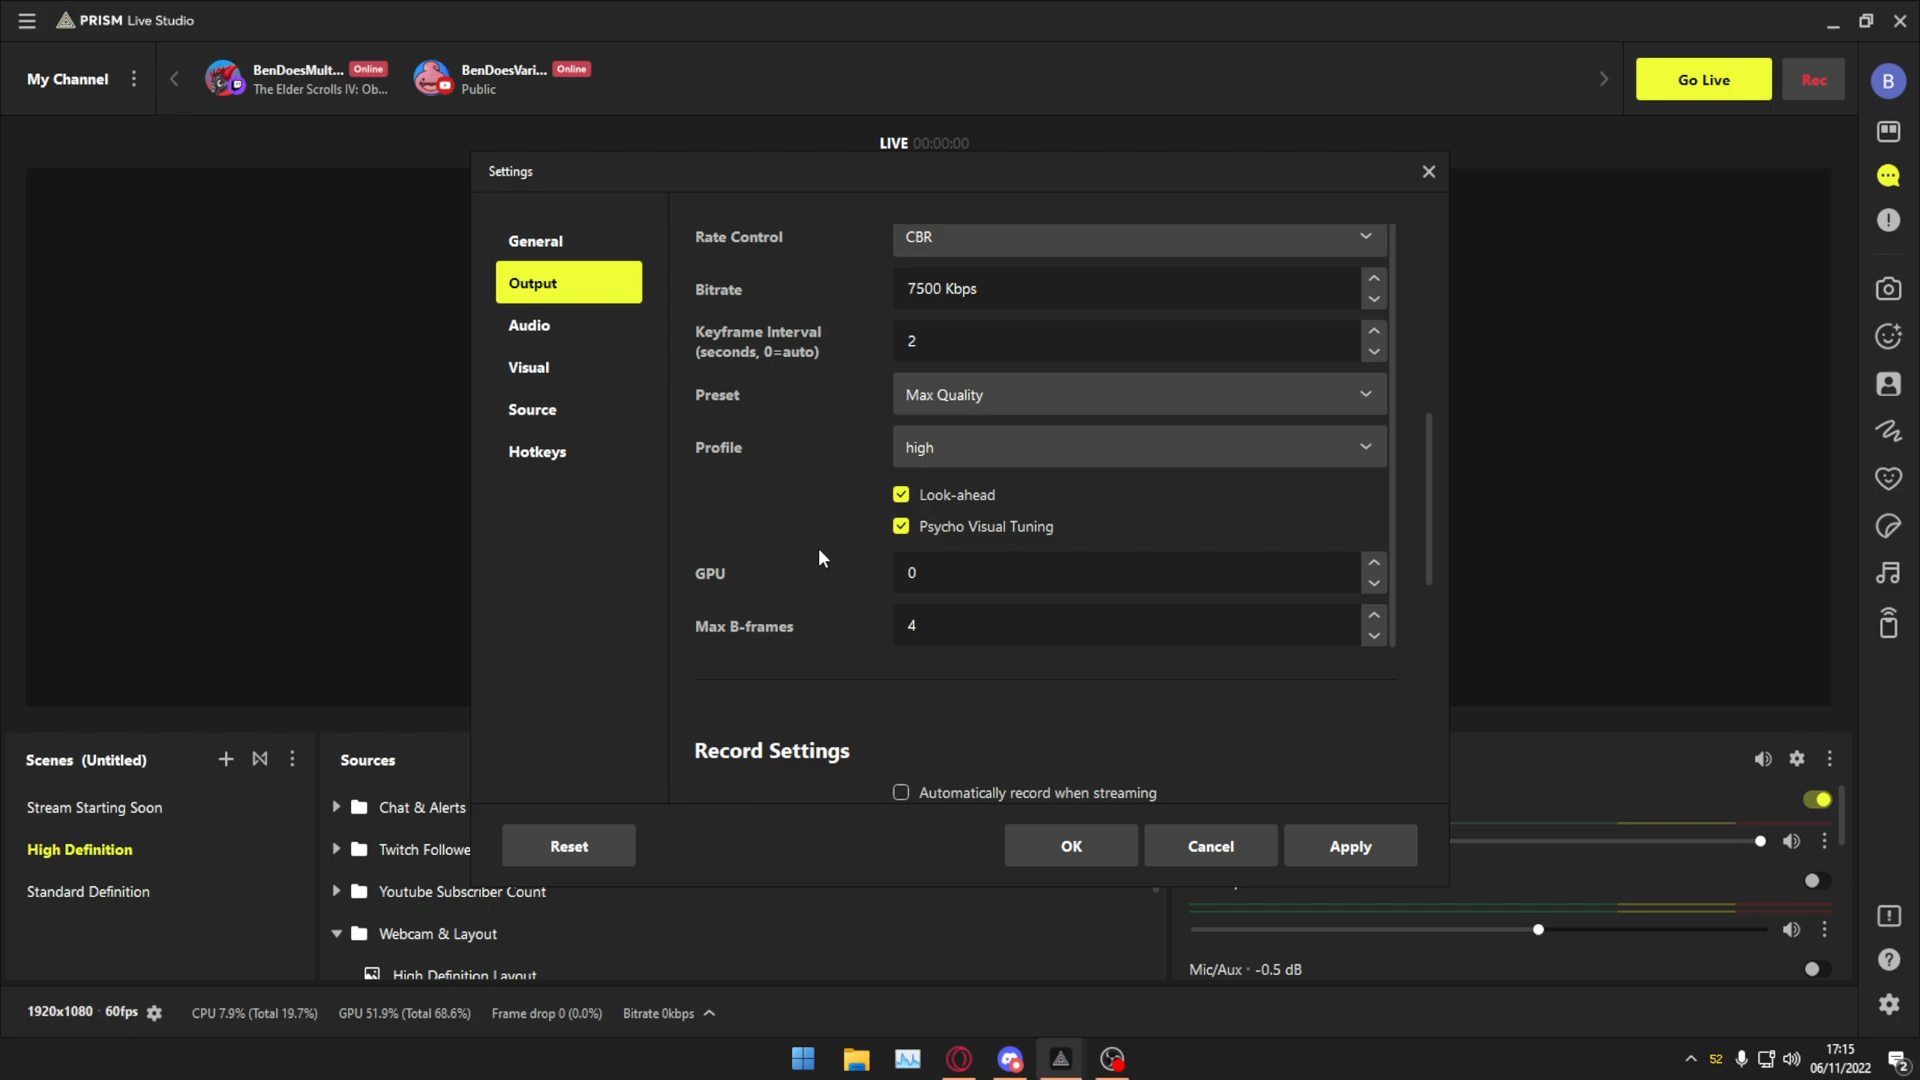 PRISM Live Studio
My Channel
BenDoesMult... Online
The Elder Scrolls IV: Ob...
BenDoesVari... Online
Public
Go Live
Rec
B
LIVE 00:00:00
Settings
General
Output
Audio
Visual
Source
Hotkeys
Rate Control
CBR
Bitrate
7500 Kbps
Keyframe Interval
(seconds, 0=auto)
2
Preset
Max Quality
Profile
high
Look-ahead
Psycho Visual Tuning
GPU
0
Max B-frames
4
Record Settings
Automatically record when streaming
Reset
OK
Cancel
Apply
Scenes (Untitled)
Stream Starting Soon
High Definition
Standard Definition
Sources
Chat & Alerts
Twitch Followe
Youtube Subscriber Count
Webcam & Layout
High Definition Layout
Mic/Aux • -0.5 dB
1920x1080 · 60fps
CPU 7.9% (Total 19.7%)
GPU 51.9% (Total 68.6%)
Frame drop 0 (0.0%)
Bitrate 0kbps
52
17:15
06/11/2022
2